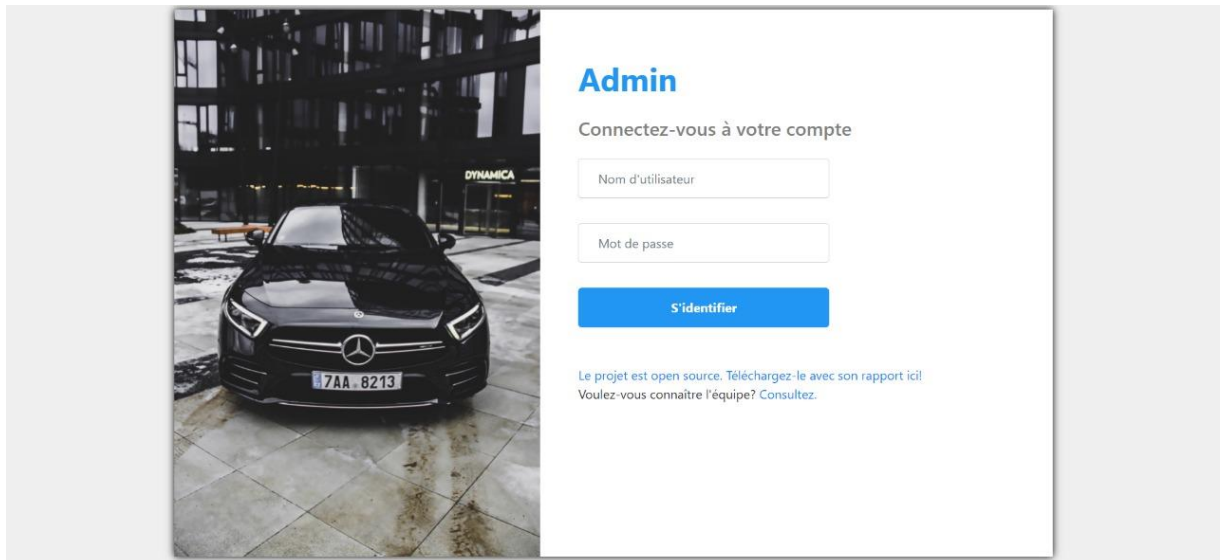 DYNAMICA
7AA 8213
Admin
Connectez-vous à votre compte
Nom d'utilisateur
Mot de passe
S'identifier
Le projet est open source. Téléchargez-le avec son rapport ici!
Voulez-vous connaître l'équipe? Consultez.